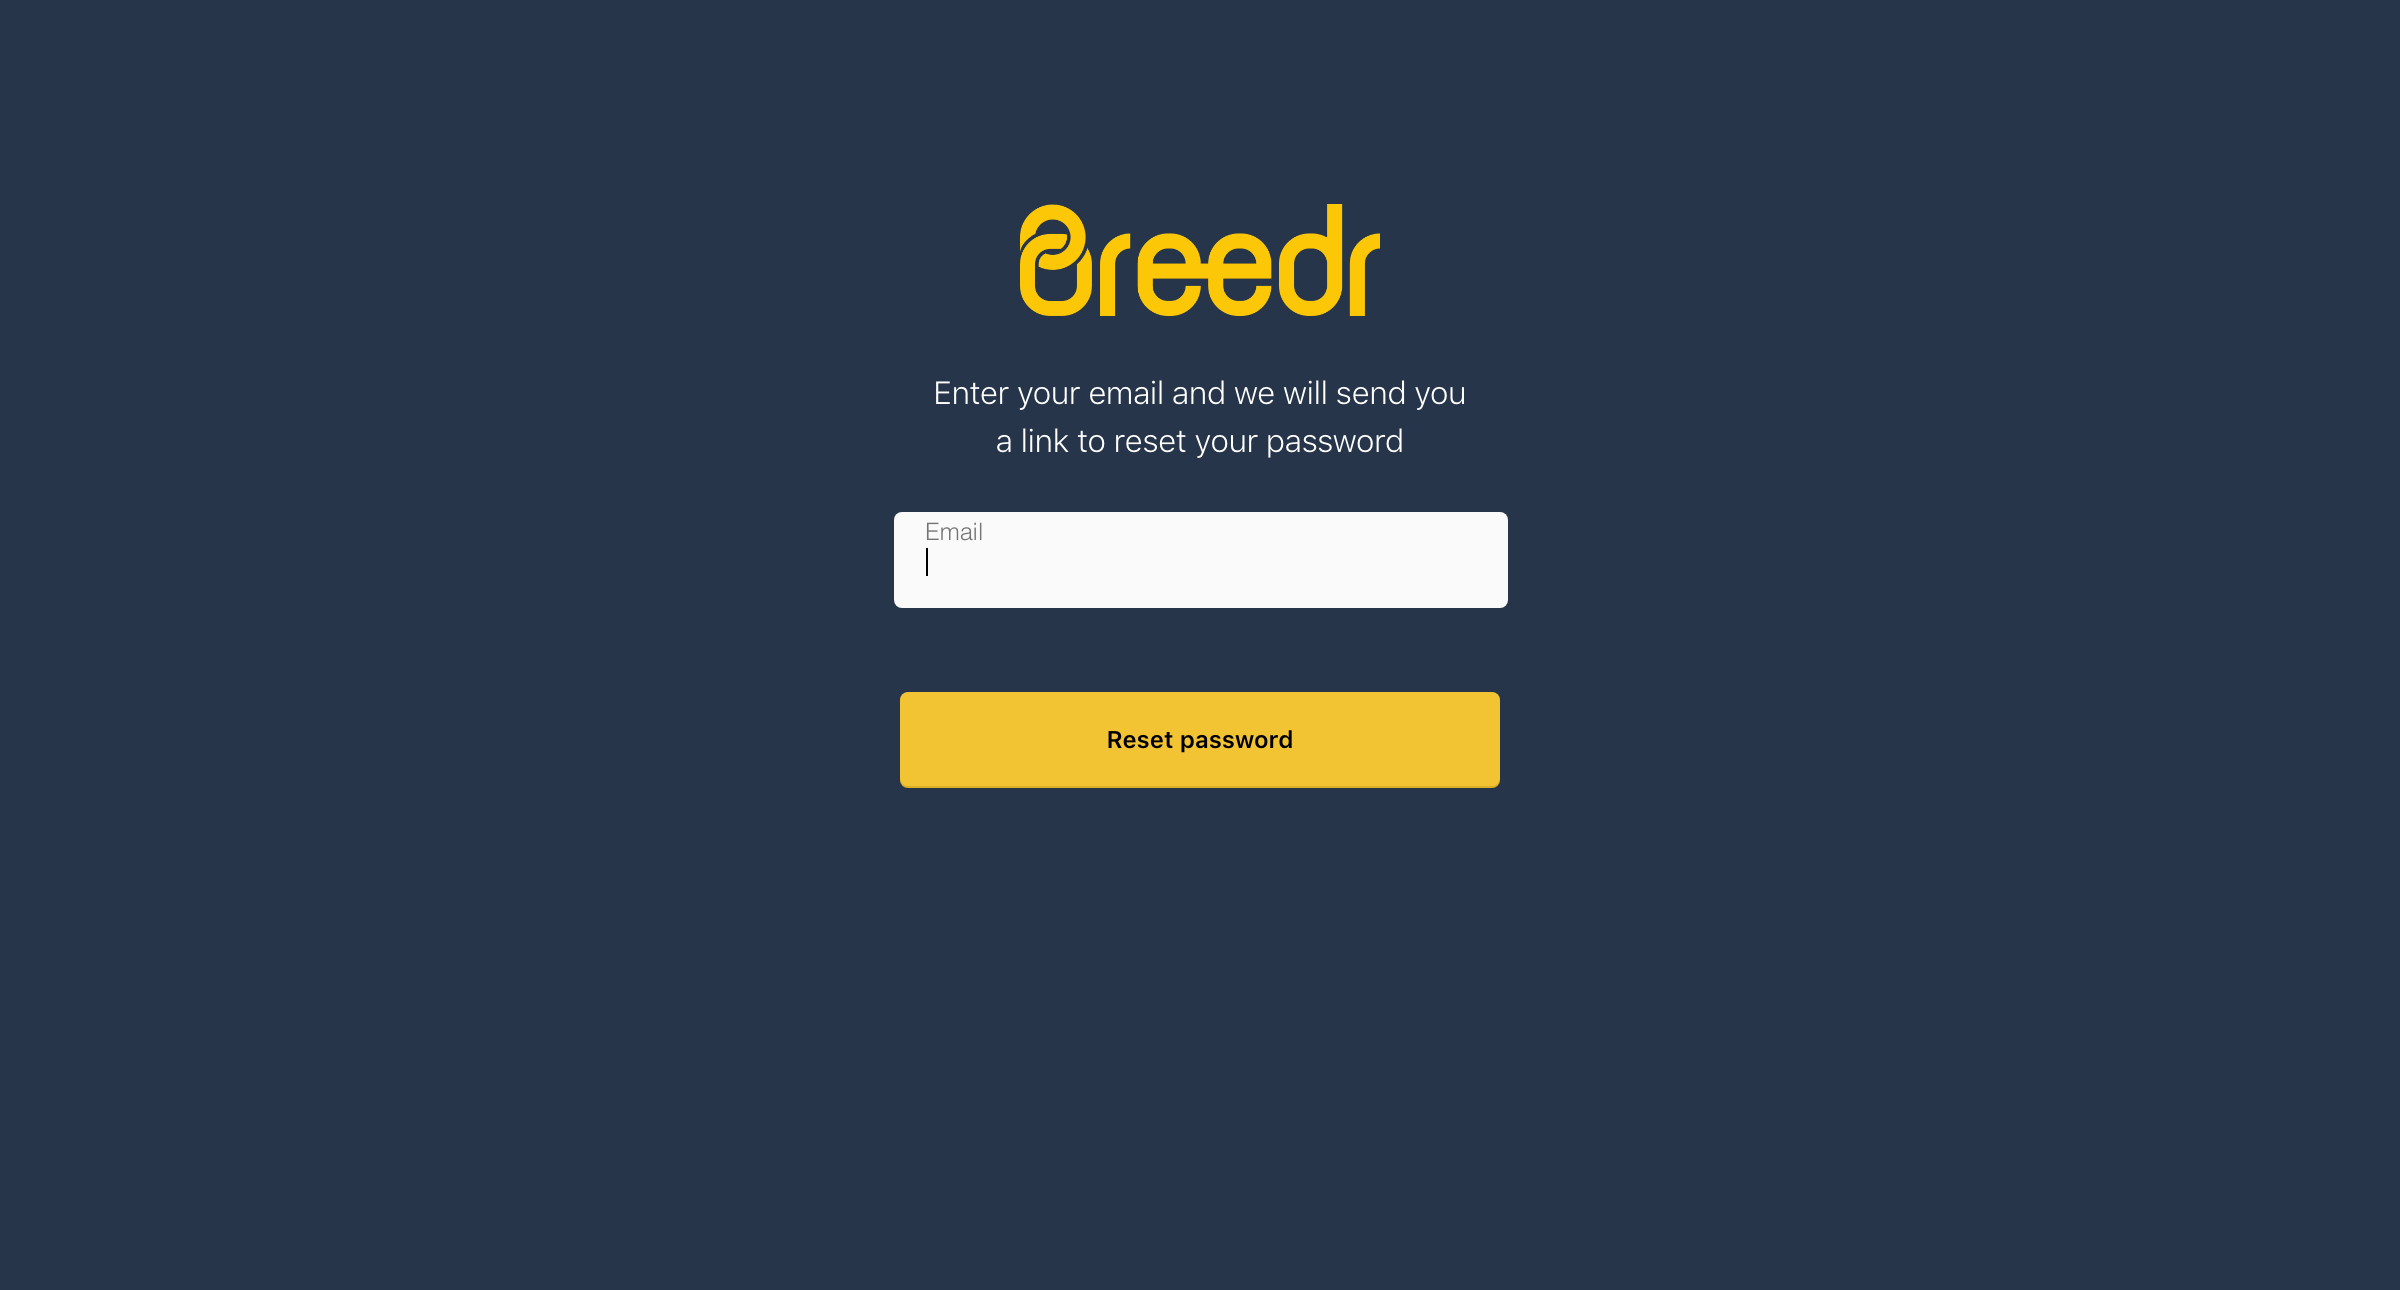 Breedr
Enter your email and we will send you
a link to reset your password
Email
Reset password